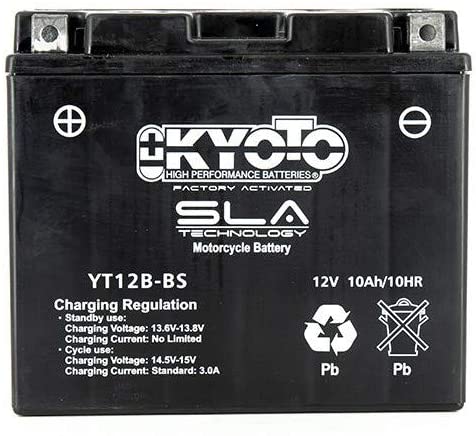 KYOTO
HIGH PERFORMANCE BATTERIES
FACTORY ACTIVATED
SLA
TECHNOLOGY
Motorcycle Battery
YT12B-BS
12V 10Ah/10HR
Charging Regulation
• Standby use:
Charging Voltage: 13.6V-13.8V
Charging Current: No Limited
• Cycle use:
Charging Voltage: 14.5V-15V
Charging Current: Standard: 3.0A
Pb
Pb